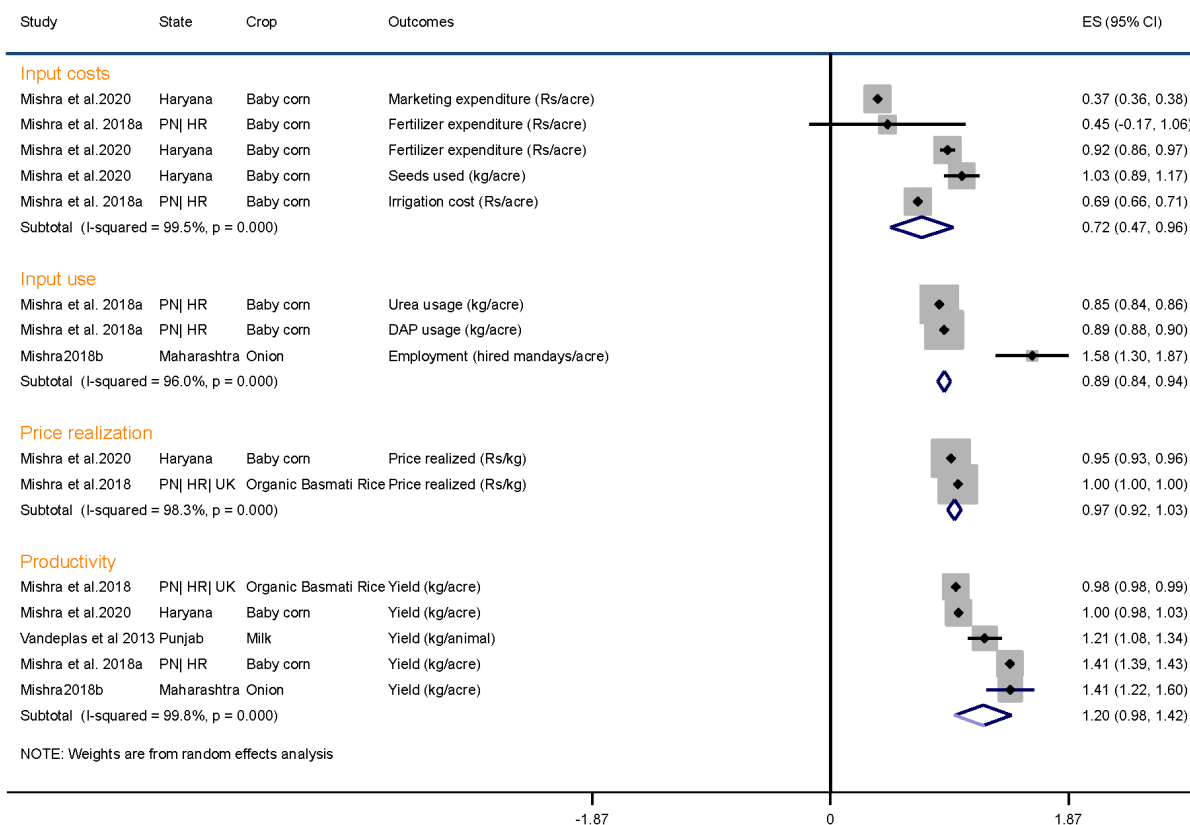 Study State Crop Outcomes ES (95% CI)
Input costs
Mishra et al.2020 Haryana Baby corn Marketing expenditure (Rs/acre) 0.37 (0.36, 0.38)
Mishra et al. 2018a PN| HR Baby corn Fertilizer expenditure (Rs/acre) 0.45 (-0.17, 1.06)
Mishra et al.2020 Haryana Baby corn Fertilizer expenditure (Rs/acre) 0.92 (0.86, 0.97)
Mishra et al.2020 Haryana Baby corn Seeds used (kg/acre) 1.03 (0.89, 1.17)
Mishra et al. 2018a PN| HR Baby corn Irrigation cost (Rs/acre) 0.69 (0.66, 0.71)
Subtotal (I-squared = 99.5%, p = 0.000) 0.72 (0.47, 0.96)
Input use
Mishra et al. 2018a PN| HR Baby corn Urea usage (kg/acre) 0.85 (0.84, 0.86)
Mishra et al. 2018a PN| HR Baby corn DAP usage (kg/acre) 0.89 (0.88, 0.90)
Mishra2018b Maharashtra Onion Employment (hired mandays/acre) 1.58 (1.30, 1.87)
Subtotal (I-squared = 96.0%, p = 0.000) 0.89 (0.84, 0.94)
Price realization
Mishra et al.2020 Haryana Baby corn Price realized (Rs/kg) 0.95 (0.93, 0.96)
Mishra et al.2018 PN| HR| UK Organic Basmati Rice Price realized (Rs/kg) 1.00 (1.00, 1.00)
Subtotal (I-squared = 98.3%, p = 0.000) 0.97 (0.92, 1.03)
Productivity
Mishra et al.2018 PN| HR| UK Organic Basmati Rice Yield (kg/acre) 0.98 (0.98, 0.99)
Mishra et al.2020 Haryana Baby corn Yield (kg/acre) 1.00 (0.98, 1.03)
Vandeplas et al 2013 Punjab Milk Yield (kg/animal) 1.21 (1.08, 1.34)
Mishra et al. 2018a PN| HR Baby corn Yield (kg/acre) 1.41 (1.39, 1.43)
Mishra2018b Maharashtra Onion Yield (kg/acre) 1.41 (1.22, 1.60)
Subtotal (I-squared = 99.8%, p = 0.000) 1.20 (0.98, 1.42)
NOTE: Weights are from random effects analysis
-1.87 0 1.87